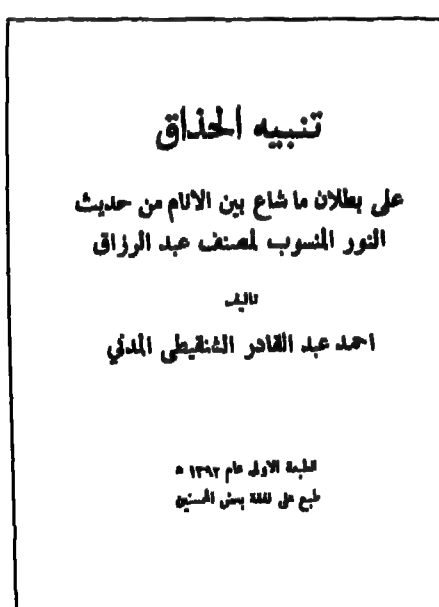 تنبيه الحذاق
على بطلان ما شاع بين الانام من حديث
النور المنسوب لمصنف عبد الرزاق
تاليف
احمد عبد القادر الشنقيطى المدني
الطبعة الاولى عام ١٣٩٢ ه
طبع على نفقة بعض المحسنين